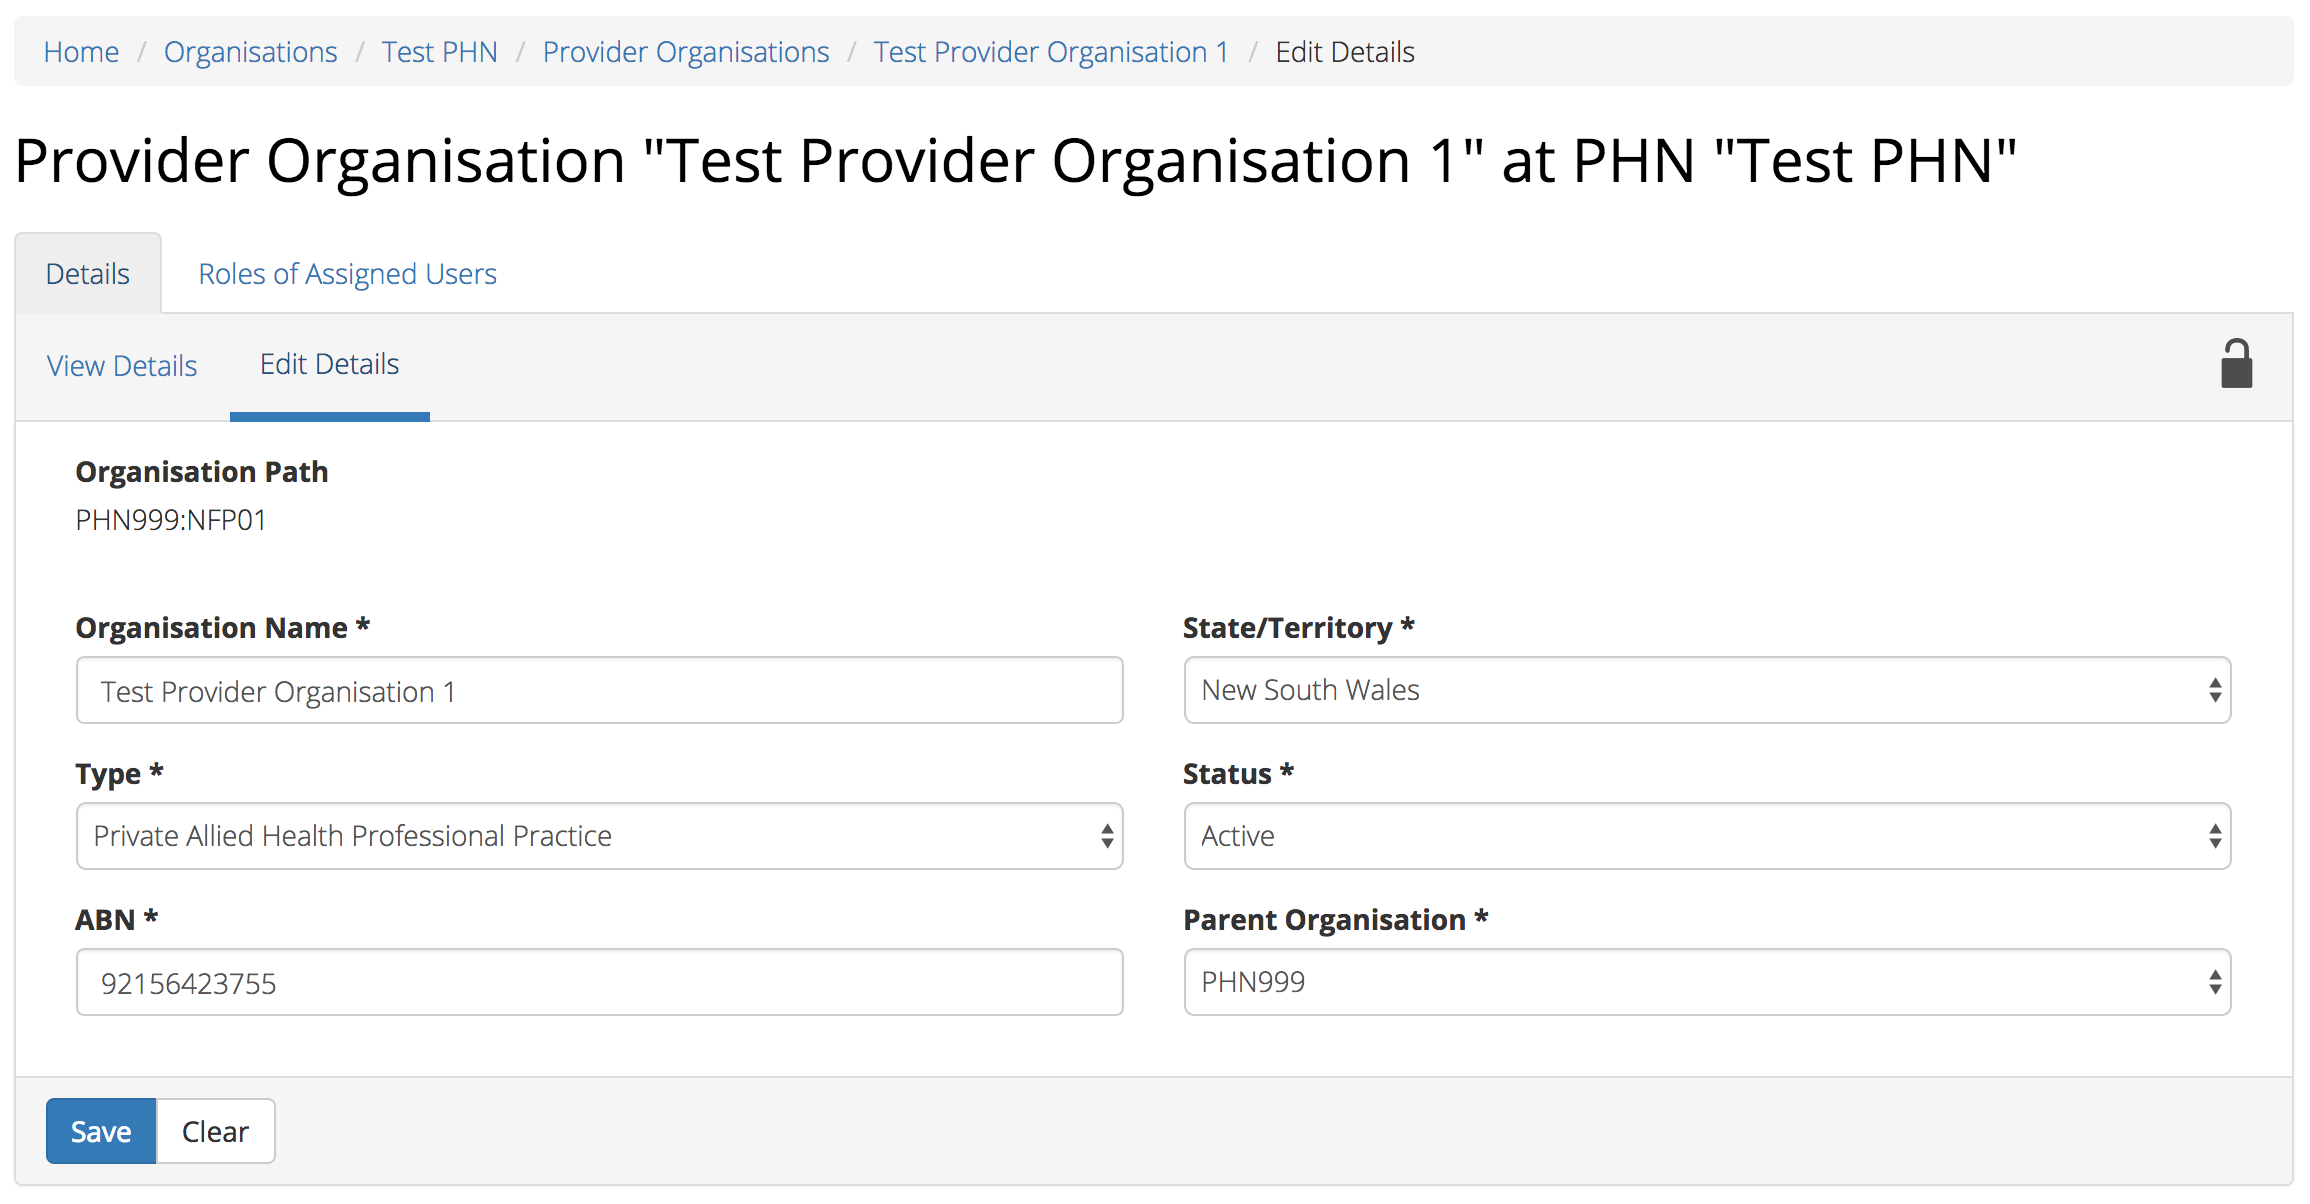 Home / Organisations / Test PHN / Provider Organisations / Test Provider Organisation 1 / Edit Details
Provider Organisation "Test Provider Organisation 1" at PHN "Test PHN"
Details Roles of Assigned Users
View Details Edit Details
Organisation Path
PHN999:NFP01
Organisation Name * State/Territory *
Test Provider Organisation 1 New South Wales
Type * Status *
Private Allied Health Professional Practice Active
ABN * Parent Organisation *
92156423755 PHN999
Save Clear